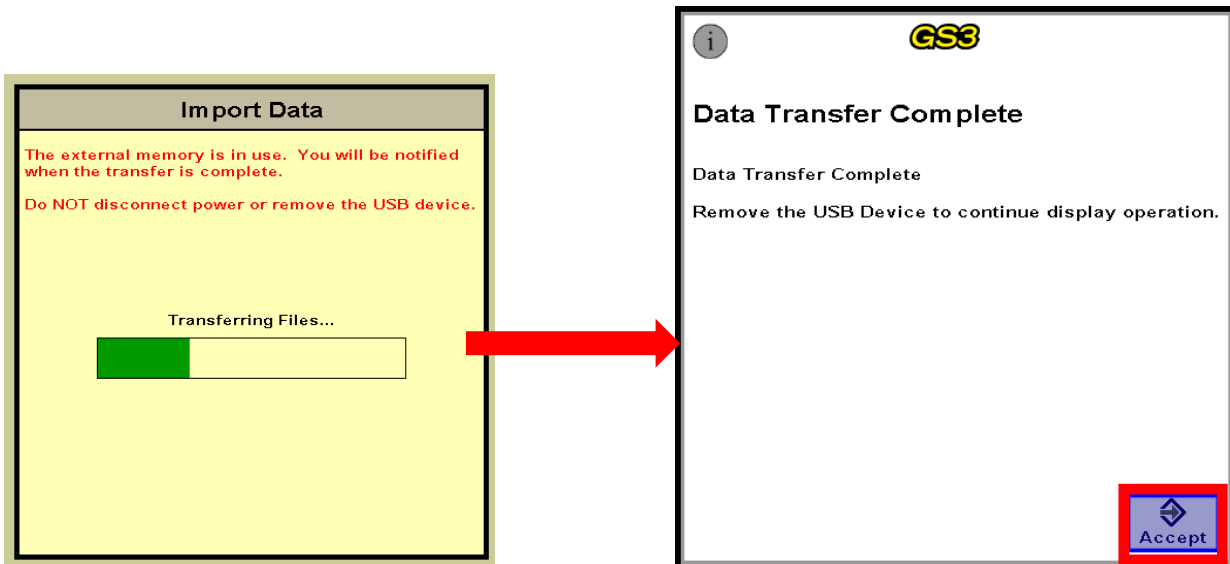 Import Data
The external memory is in use. You will be notified
when the transfer is complete.
Do NOT disconnect power or remove the USB device.
Transferring Files...
i
GS3
Data Transfer Complete
Data Transfer Complete
Remove the USB Device to continue display operation.
Accept